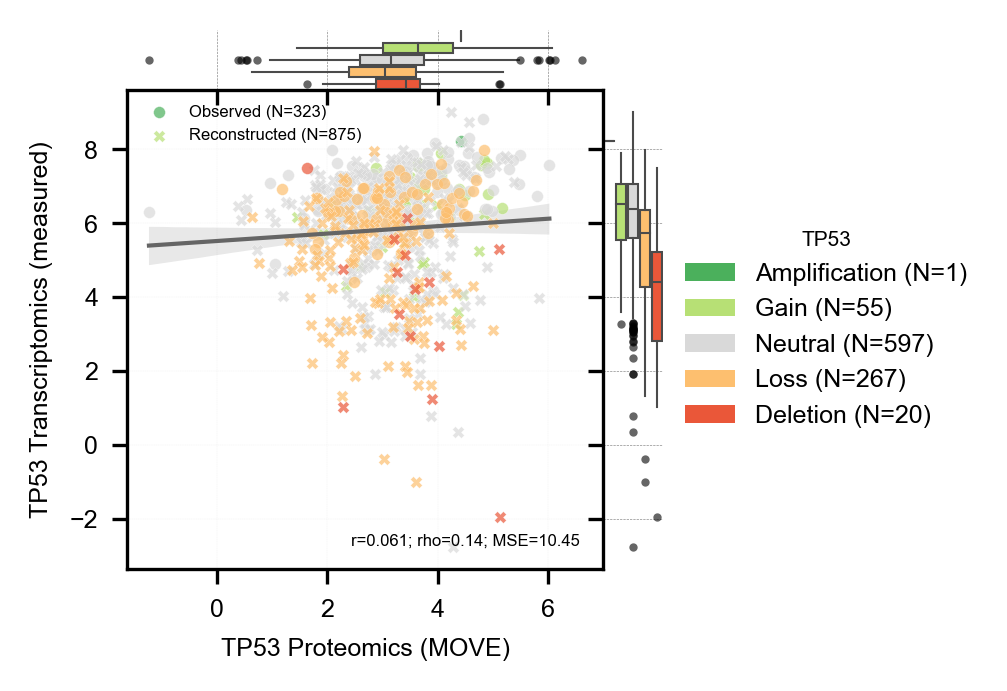 Observed (N=323)
Reconstructed (N=875)
TP53 Transcriptomics (measured)
8
6
4
2
0
−2
r=0.061; rho=0.14; MSE=10.45
0 2 4 6
TP53 Proteomics (MOVE)
TP53
Amplification (N=1)
Gain (N=55)
Neutral (N=597)
Loss (N=267)
Deletion (N=20)